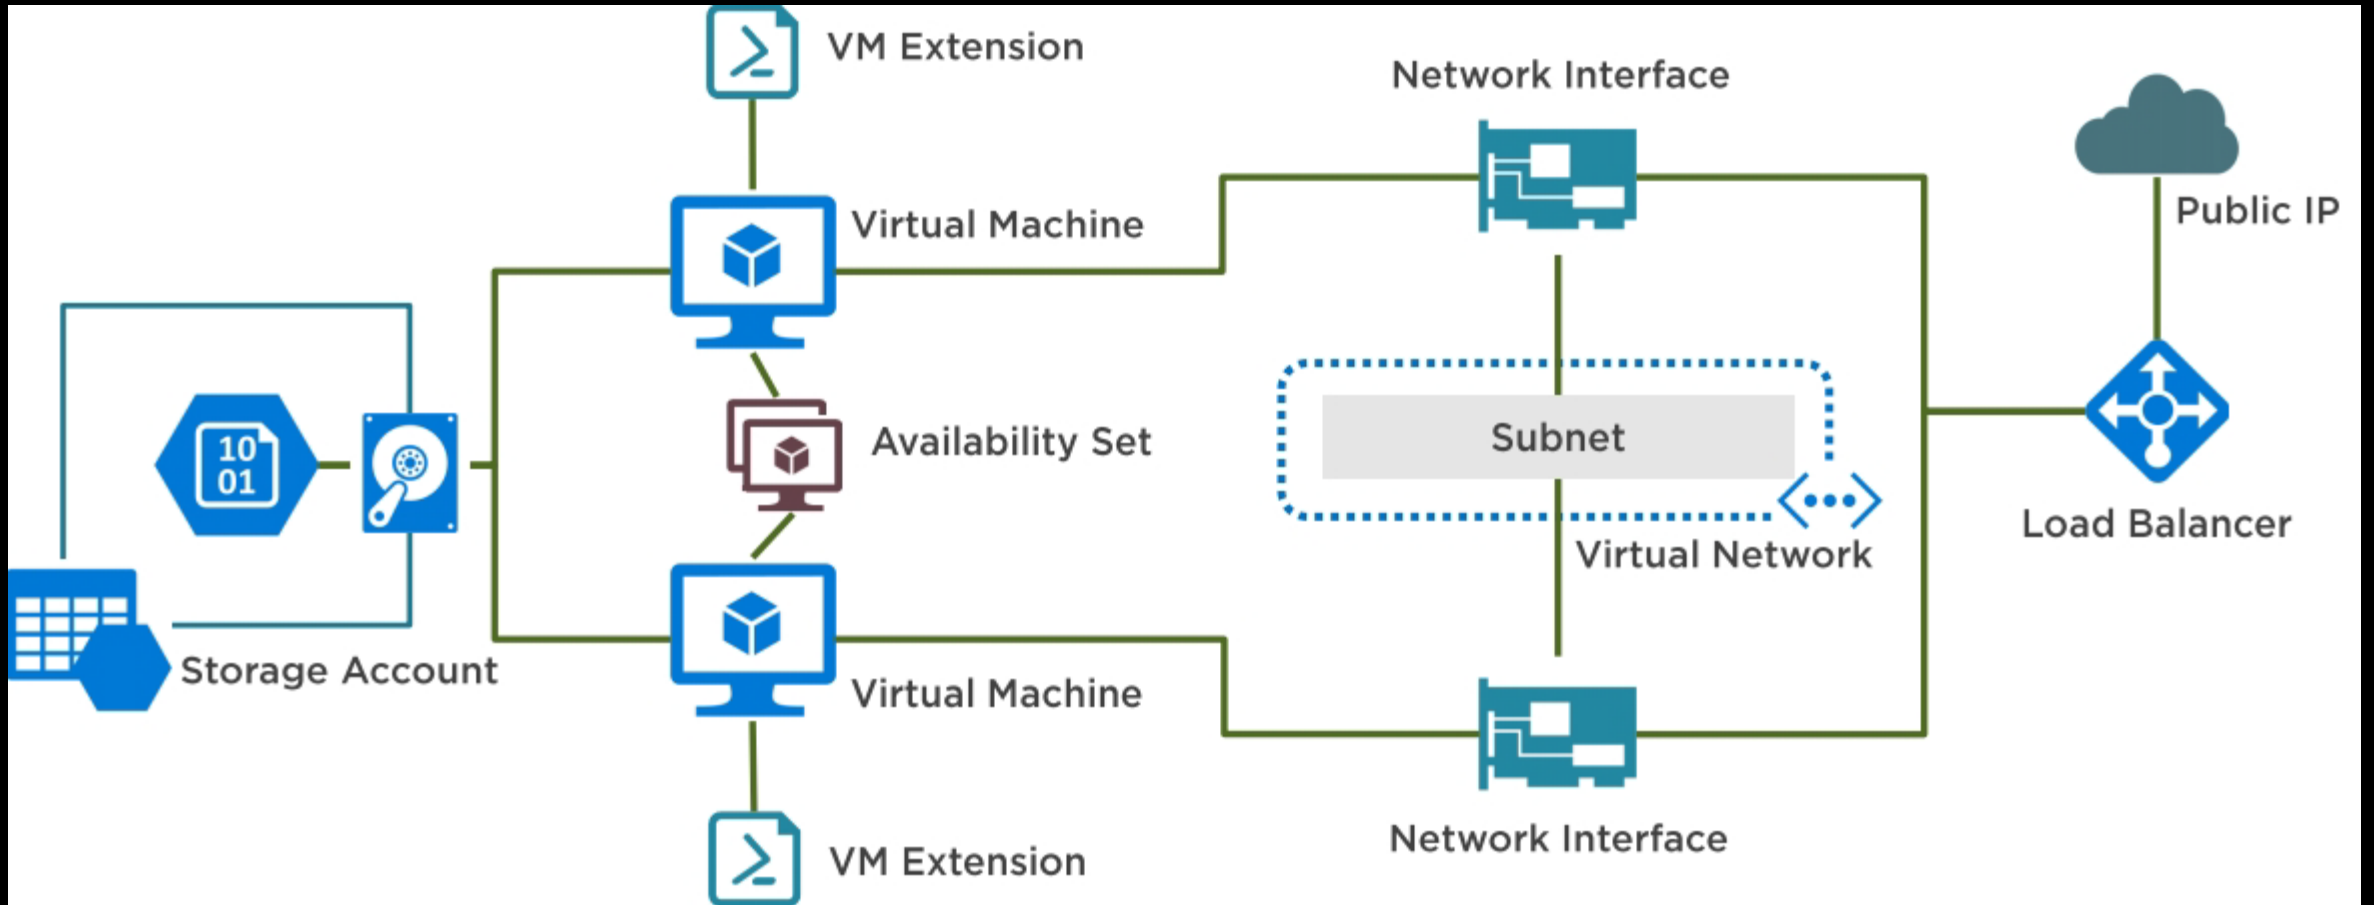 VM Extension
Network Interface
Virtual Machine
Public IP
10
01
Availability Set
Subnet
Load Balancer
Virtual Network
Storage Account
Virtual Machine
Network Interface
VM Extension